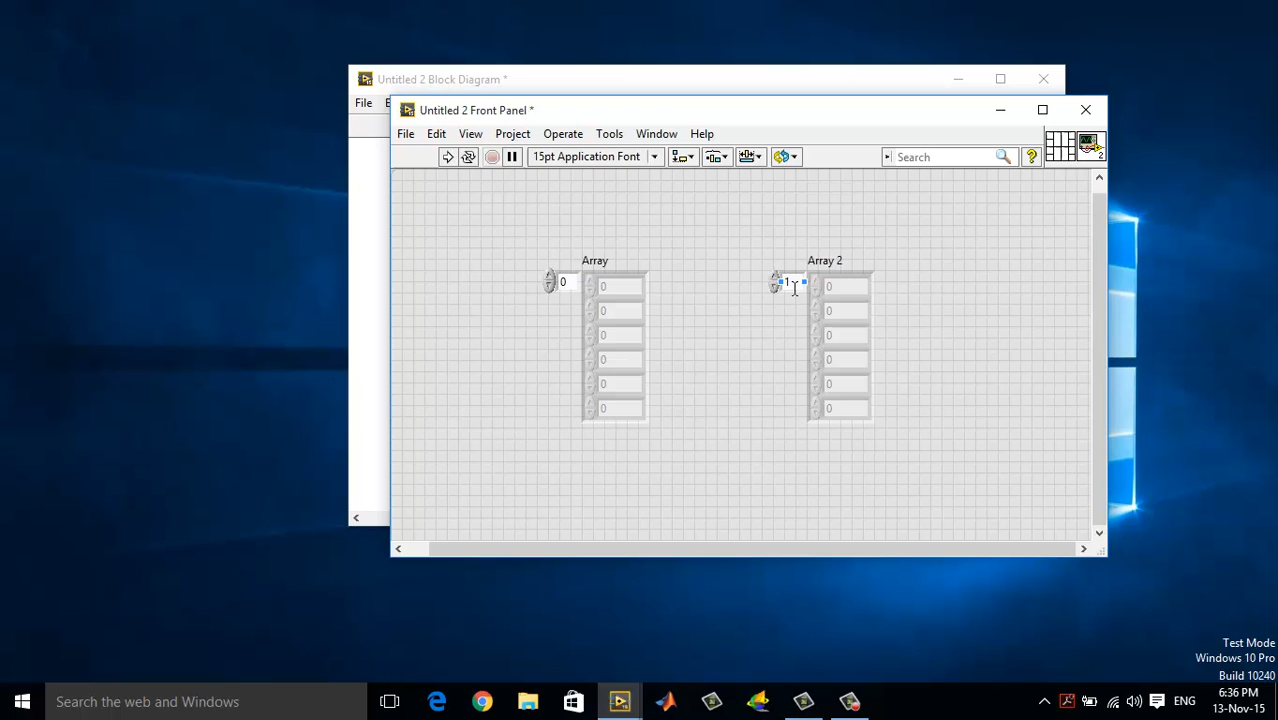 Untitled 2 Block Diagram *
File
Untitled 2 Front Panel *
File Edit View Project Operate Tools Window Help
15pt Application Font
Search
2
Array
0
0
0
0
0
0
0
Array 2
1
0
0
0
0
0
0
Test Mode
Windows 10 Pro
Build 10240
Search the web and Windows
ENG
6:36 PM
13-Nov-15